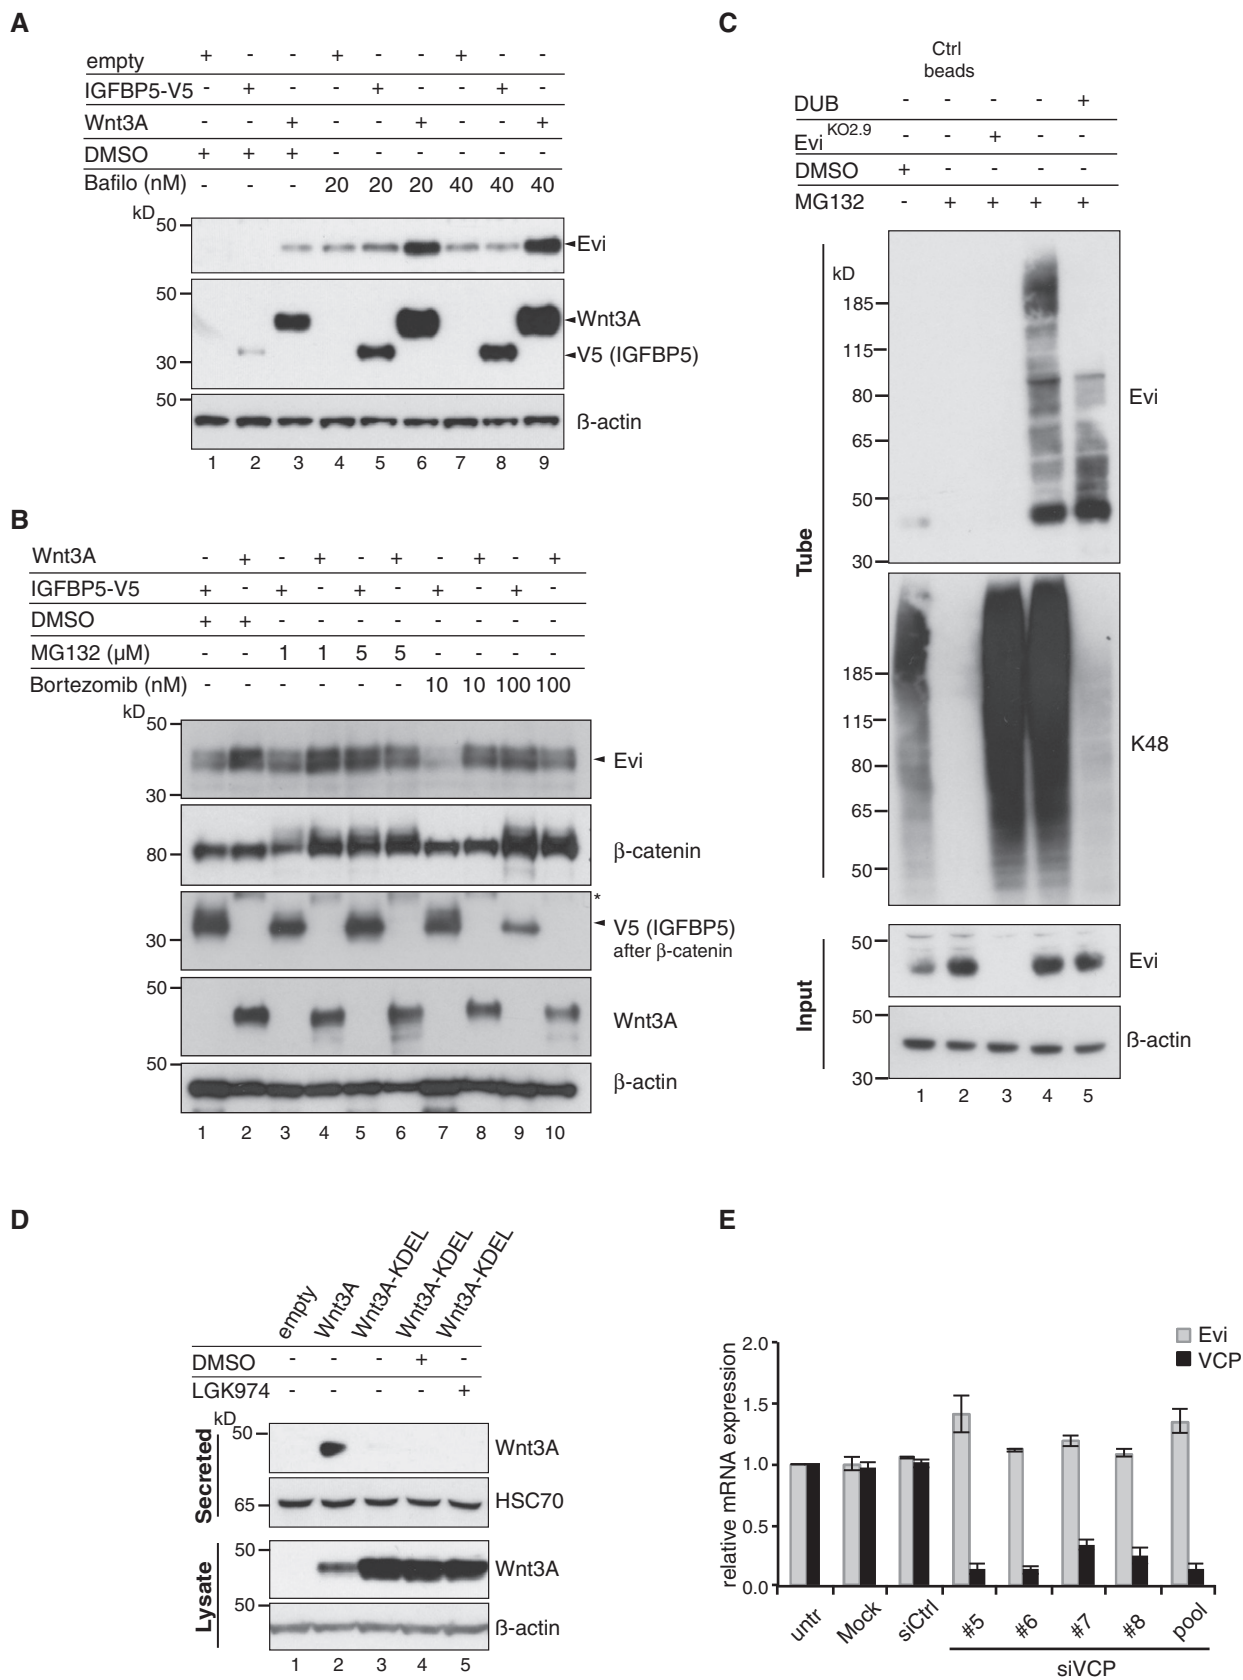 A
empty + - - + - - + - -
IGFBP5-V5 - + - - + - - + -
Wnt3A - - + - - + - - +
DMSO + + + - - - - - -
Bafilo (nM) - - - 20 20 20 40 40 40
kD
50
Evi
50
Wnt3A
V5 (IGFBP5)
30
50
ß-actin
1 2 3 4 5 6 7 8 9
B
Wnt3A - + - + - + - + - +
IGFBP5-V5 + - + - + - + - + -
DMSO + + - - - - - - - -
MG132 (µM) - - 1 1 5 5 - - - -
Bortezomib (nM) - - - - - - 10 10 100 100
kD
50
Evi
30
80
β-catenin
*
V5 (IGFBP5)
after β-catenin
30
50
Wnt3A
50
β-actin
1 2 3 4 5 6 7 8 9 10
C
Ctrl
beads
DUB - - - - +
Evi KO2.9 - - + - -
DMSO + - - - -
MG132 - + + + +
Tube
kD
185
115
80
Evi
65
50
30
185
115
K48
80
65
50
Input
50
Evi
50
ß-actin
30
1 2 3 4 5
D
empty Wnt3A Wnt3A-KDEL Wnt3A-KDEL Wnt3A-KDEL
DMSO - - - + -
LGK974 - - - - +
kD
Secreted
50
Wnt3A
65
HSC70
Lysate
50
Wnt3A
50
ß-actin
1 2 3 4 5
E
relative mRNA expression
Evi
VCP
2.0
1.5
1.0
0.5
0.0
untr Mock siCtrl #5 #6 #7 #8 pool
siVCP